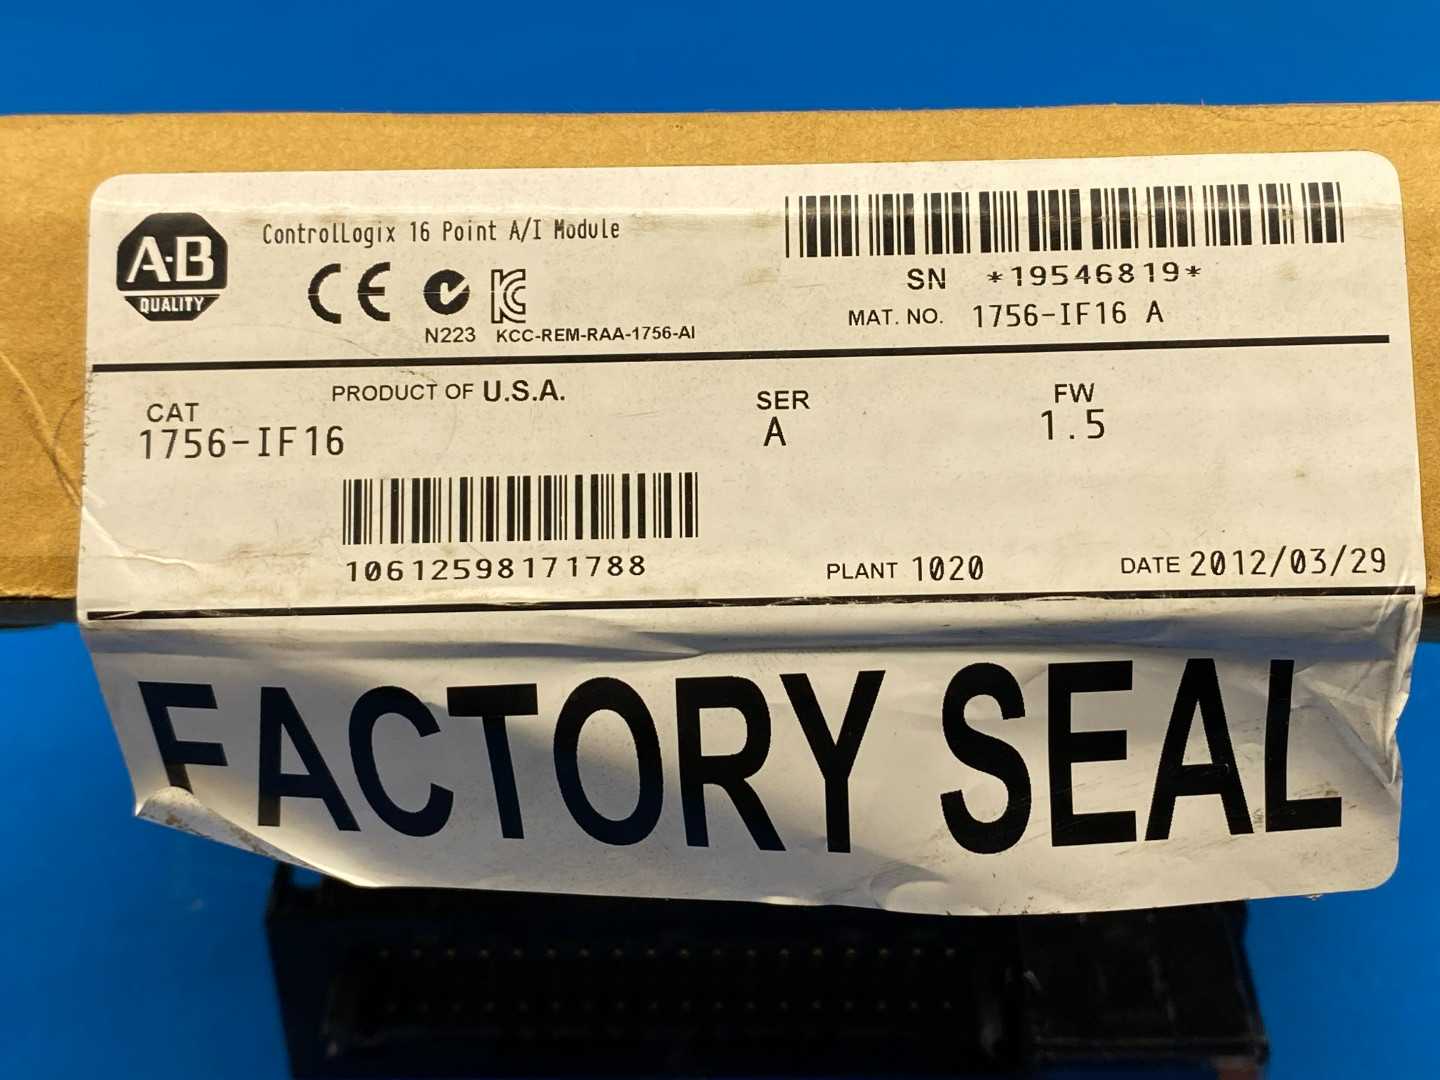 A·B
QUALITY
ControlLogix 16 Point A/I Module
CE
N223 KCC-REM-RAA-1756-AI
SN *19546819*
MAT. NO. 1756-IF16 A
PRODUCT OF U.S.A.
CAT
1756-IF16
SER
A
FW
1.5
10612598171788
PLANT 1020
DATE 2012/03/29
FACTORY SEAL